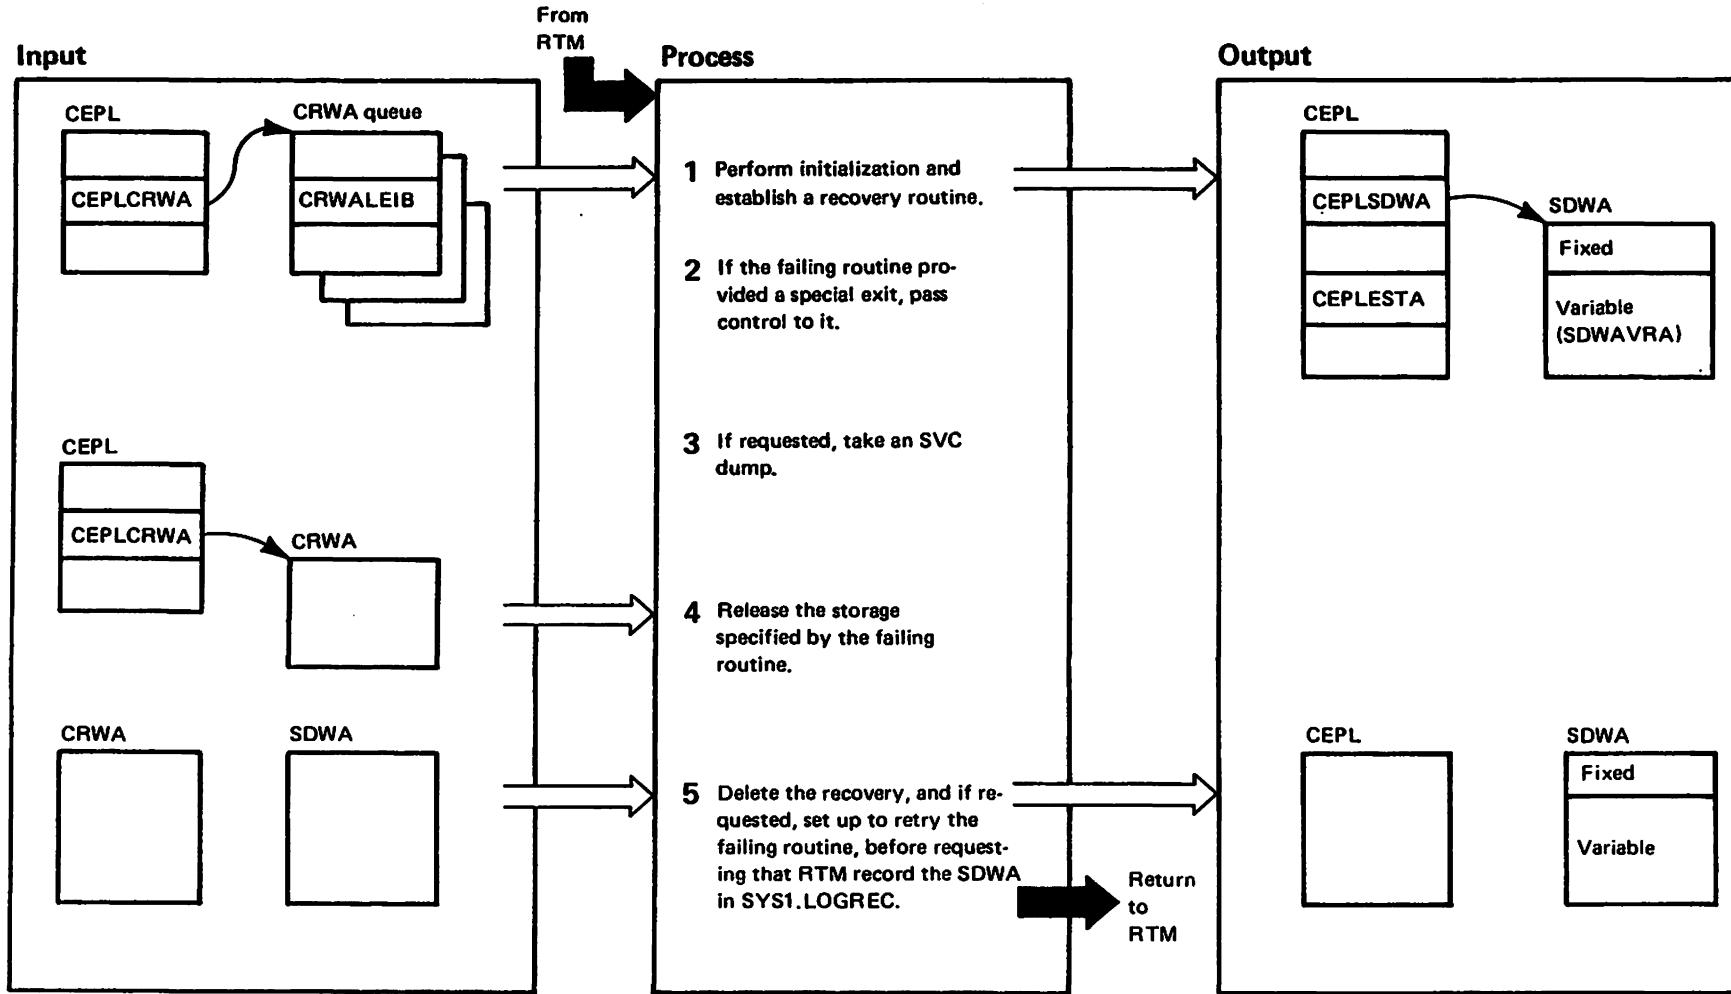 From
RTM
Input
Process
Output
CEPL
CEPLCRWA
CRWA queue
CRWALEIB
CEPL
CEPLCRWA
CRWA
CRWA
SDWA
1 Perform initialization and
establish a recovery routine.
2 If the failing routine pro-
vided a special exit, pass
control to it.
3 If requested, take an SVC
dump.
4 Release the storage
specified by the failing
routine.
5 Delete the recovery, and if re-
quested, set up to retry the
failing routine, before request-
ing that RTM record the SDWA
in SYS1.LOGREC.
Return
to
RTM
CEPL
CEPLSDWA
CEPLESTA
SDWA
Fixed
Variable
(SDWAVRA)
CEPL
SDWA
Fixed
Variable